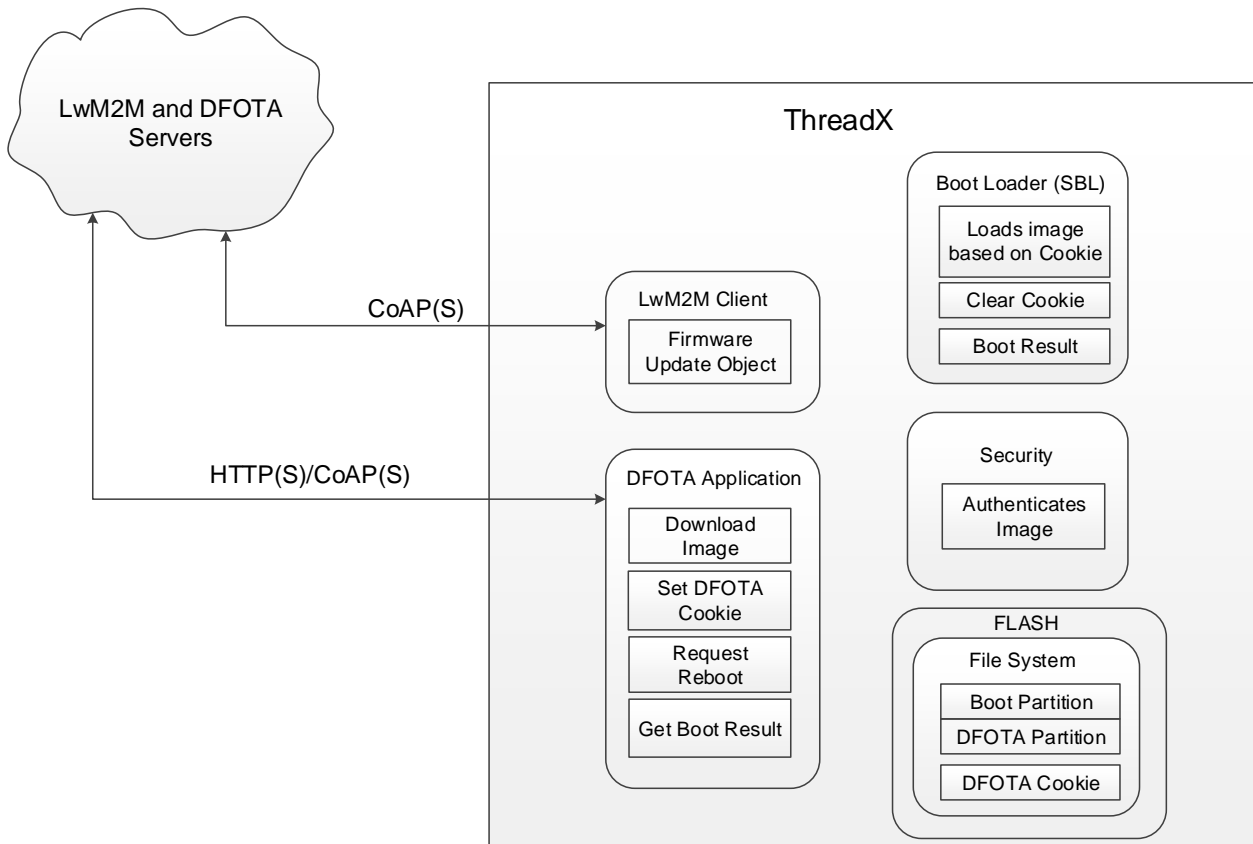 LwM2M and DFOTA
Servers
ThreadX
Boot Loader (SBL)
Loads image
based on Cookie
Clear Cookie
Boot Result
CoAP(S)
LwM2M Client
Firmware
Update Object
HTTP(S)/CoAP(S)
DFOTA Application
Download
Image
Set DFOTA
Cookie
Request
Reboot
Get Boot Result
Security
Authenticates
Image
FLASH
File System
Boot Partition
DFOTA Partition
DFOTA Cookie